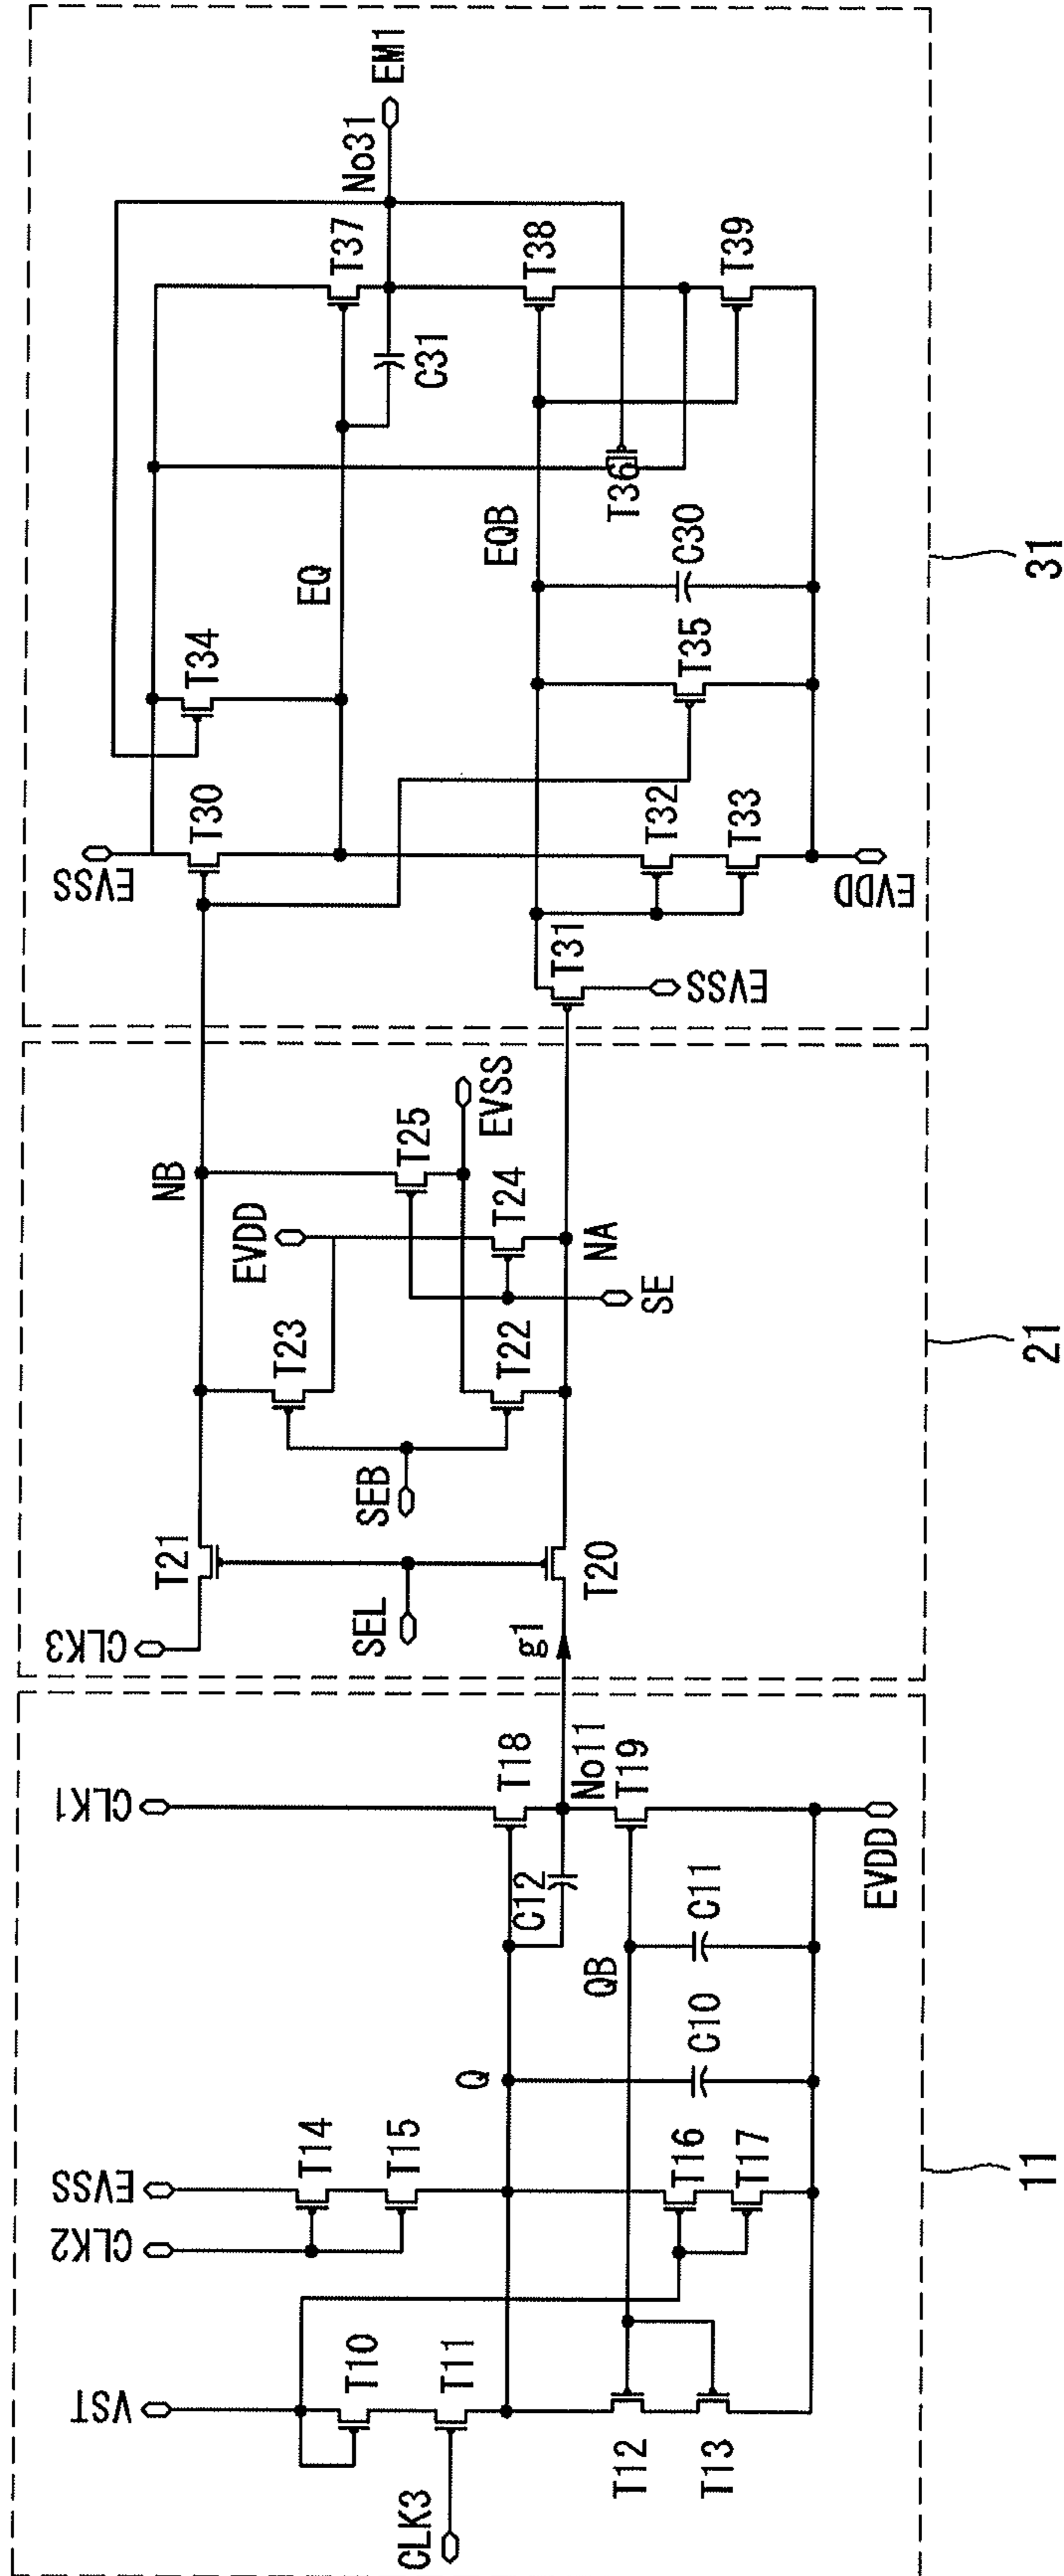 VST
CLK3
T10
T11
T12
T13
CLK2
EVSS
T14
T15
T16
T17
Q
QB
C10
C11
C12
CLK1
T18
No11
T19
EVDD
11
g1
CLK3
T21
SEL
T20
SEB
T23
T22
EVDD
NB
T25
T24
EVSS
SE
NA
21
EVSS
T30
T31
EVSS
T32
T33
EVDD
T34
T35
EQ
EQB
C30
T36
C31
T37
T38
T39
No31
EM1
31